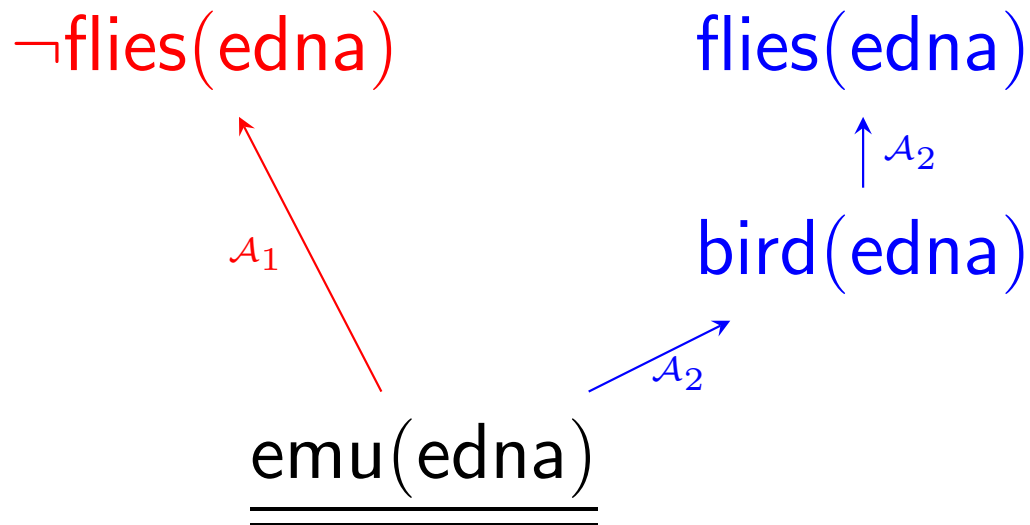 ¬flies(edna) flies(edna)
𝒜₂
𝒜₁ bird(edna)
𝒜₂
emu(edna)